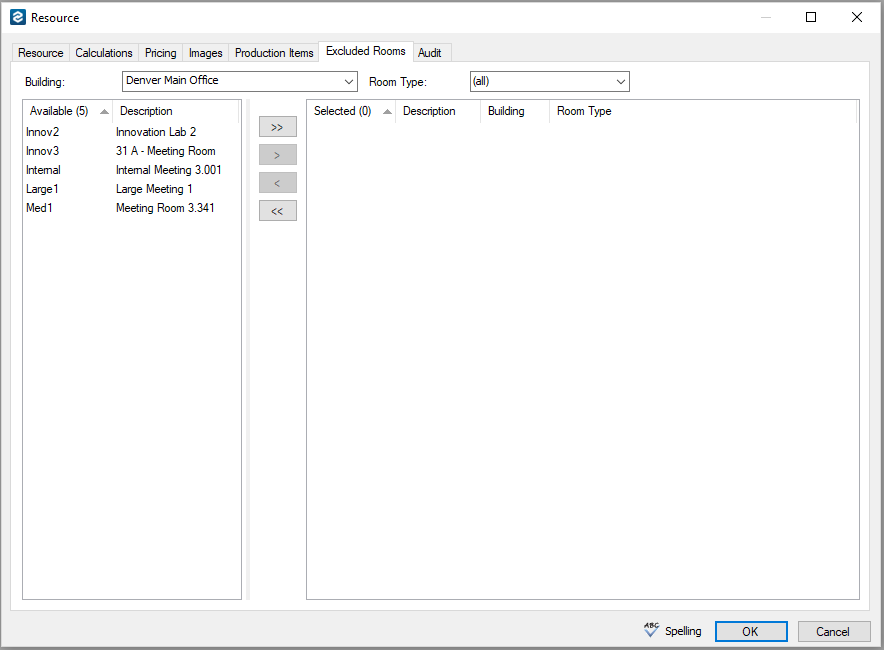 Resource
Resource Calculations Pricing Images Production Items Excluded Rooms Audit
Building: Denver Main Office Room Type: (all)
Available (5) Description
Innov2 Innovation Lab 2
Innov3 31 A - Meeting Room
Internal Internal Meeting 3.001
Large1 Large Meeting 1
Med1 Meeting Room 3.341
>>
>
<
<<
Selected (0) Description Building Room Type
ABC Spelling OK Cancel